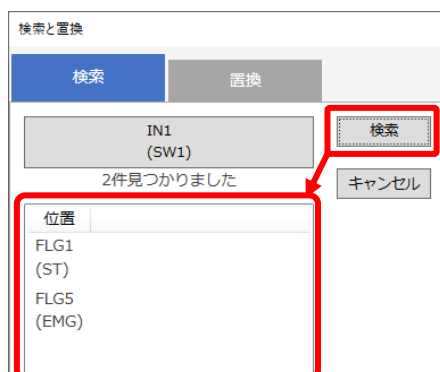 検索と置換
検索
置換
IN1
(SW1)
検索
2件見つかりました
キャンセル
位置
FLG1
(ST)
FLG5
(EMG)